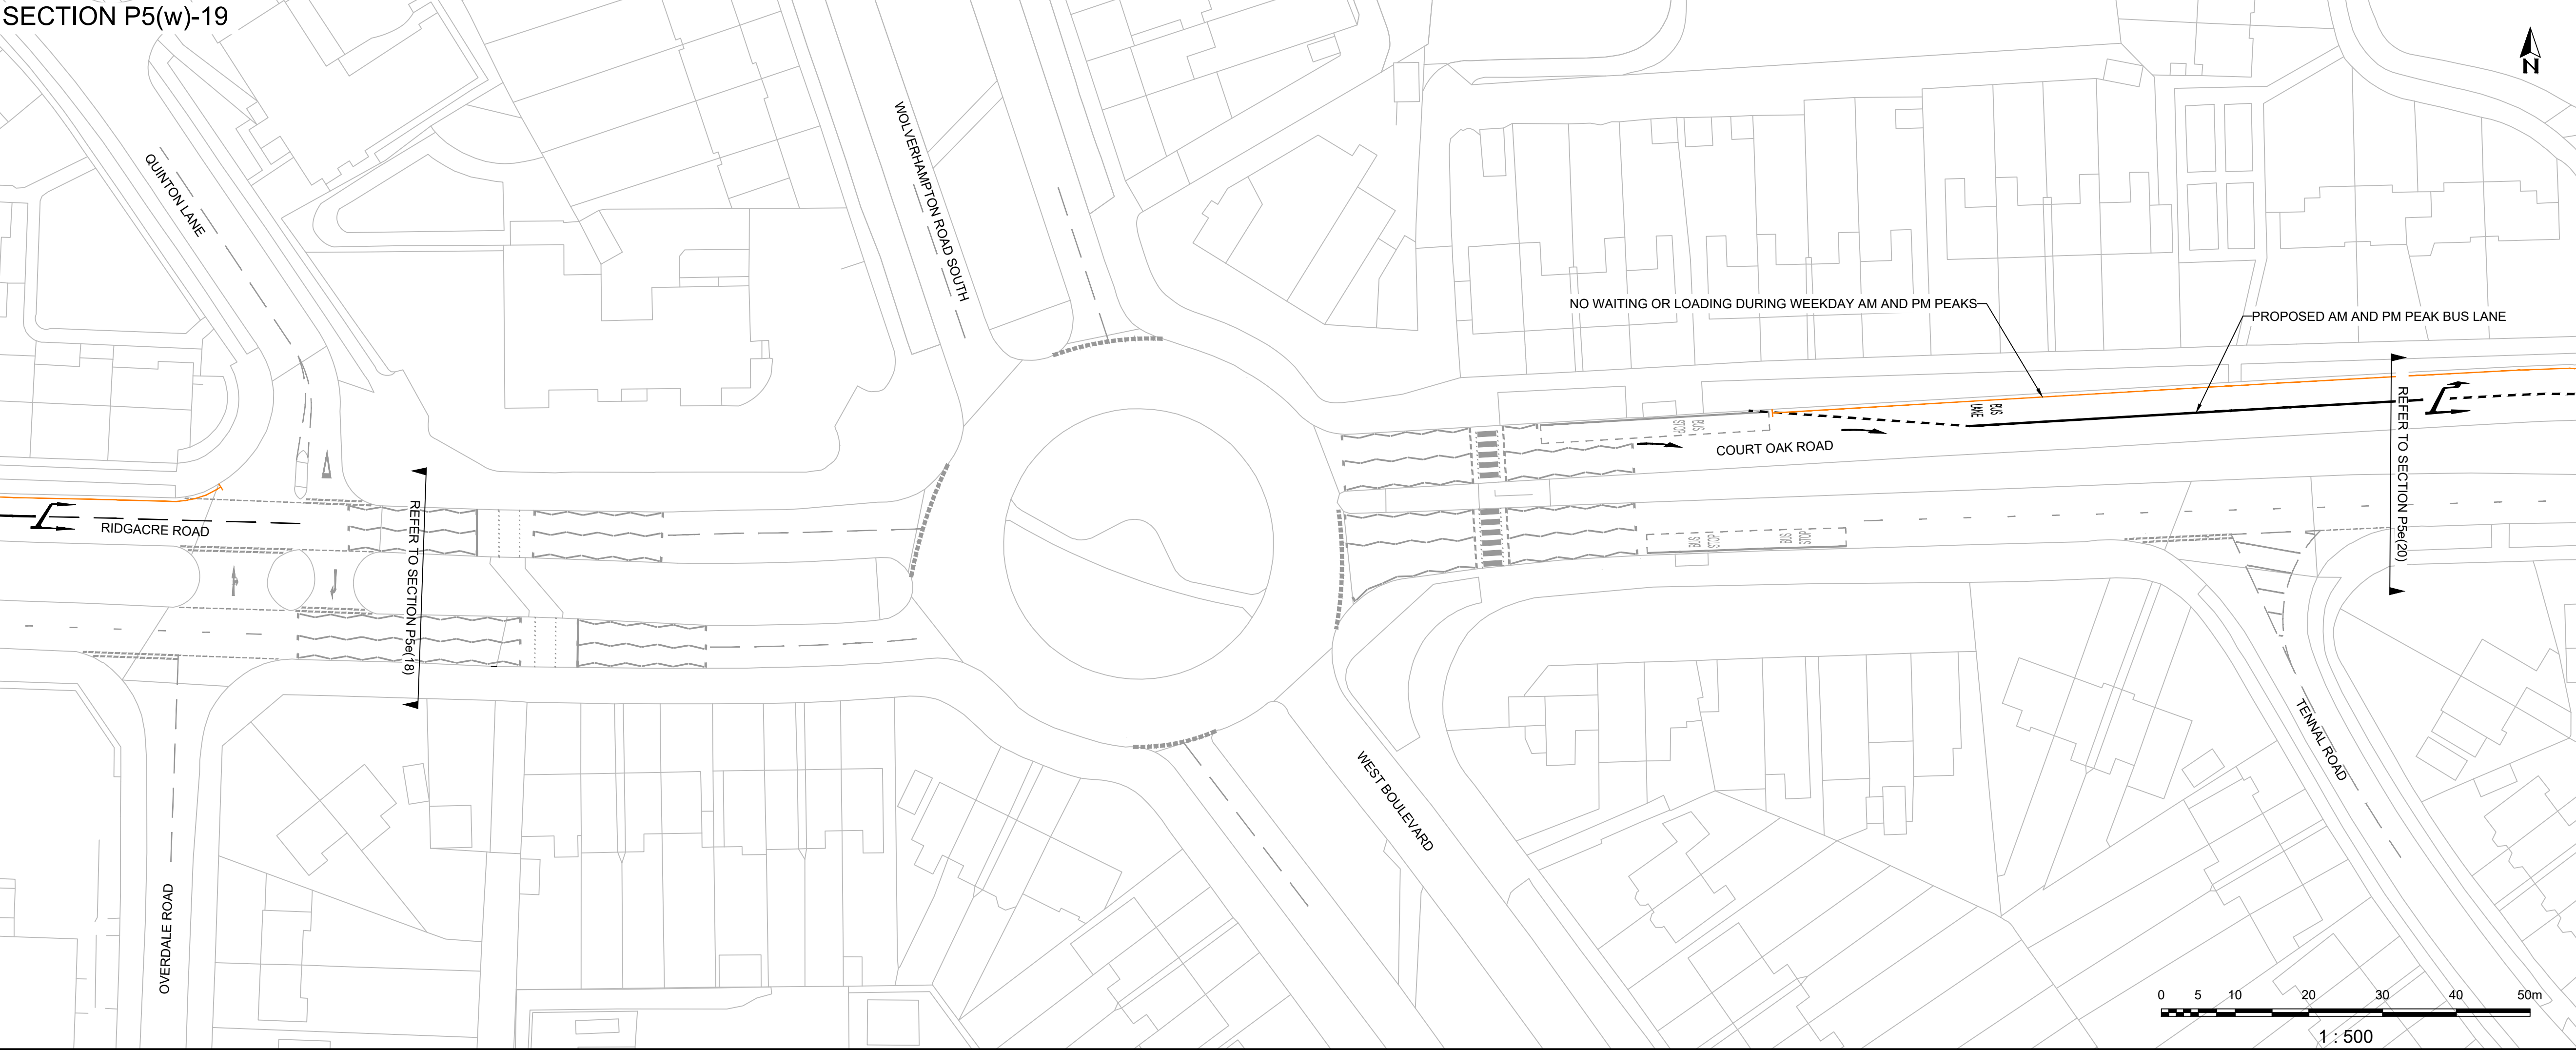 SECTION P5(w)-19
N
QUINTON LANE
WOLVERHAMPTON ROAD SOUTH
NO WAITING OR LOADING DURING WEEKDAY AM AND PM PEAKS
PROPOSED AM AND PM PEAK BUS LANE
BUS
LANE
BUS
STOP
COURT OAK ROAD
REFER TO SECTION P5e(20)
REFER TO SECTION P5e(18)
RIDGACRE ROAD
BUS
STOP
BUS
STOP
WEST BOULEVARD
TENNAL ROAD
OVERDALE ROAD
0 5 10 20 30 40 50m
1 : 500